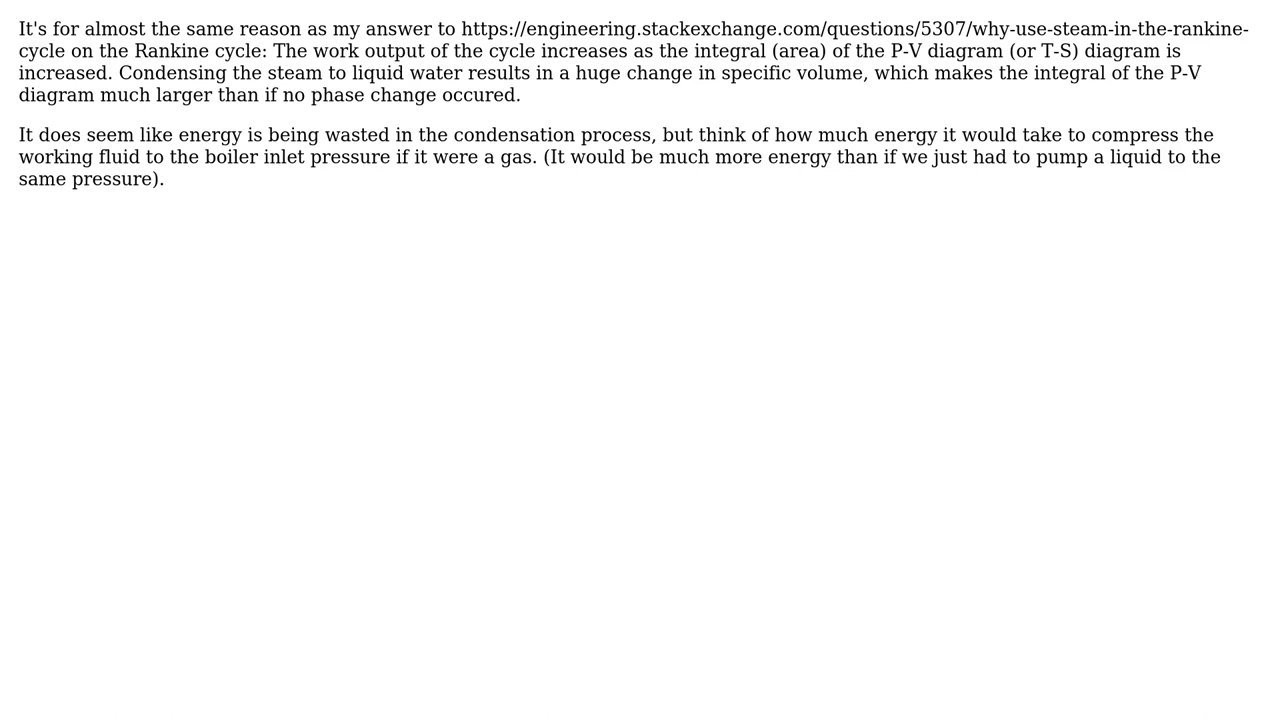 It's for almost the same reason as my answer to https://engineering.stackexchange.com/questions/5307/why-use-steam-in-the-rankine-
cycle on the Rankine cycle: The work output of the cycle increases as the integral (area) of the P-V diagram (or T-S) diagram is
increased. Condensing the steam to liquid water results in a huge change in specific volume, which makes the integral of the P-V
diagram much larger than if no phase change occured.
It does seem like energy is being wasted in the condensation process, but think of how much energy it would take to compress the
working fluid to the boiler inlet pressure if it were a gas. (It would be much more energy than if we just had to pump a liquid to the
same pressure).